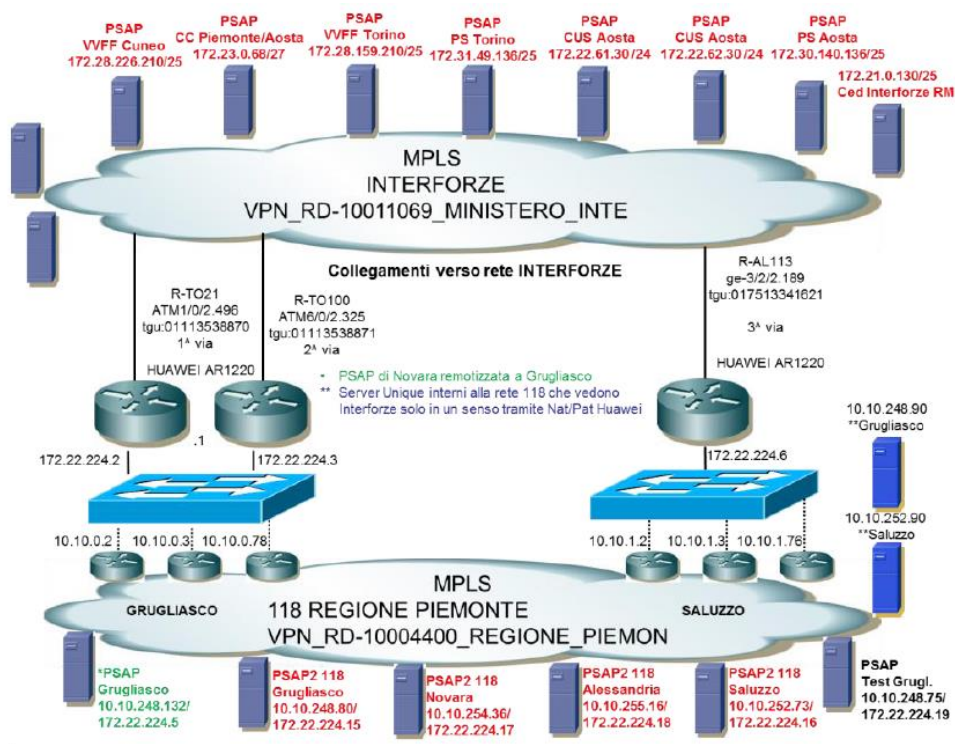 PSAP
VVFF Cuneo
172.28.226.210/25
PSAP
CC Piemonte/Aosta
172.23.0.68/27
PSAP
VVFF Torino
172.28.159.210/25
PSAP
PS Torino
172.31.49.136/25
PSAP
CUS Aosta
172.22.61.30/24
PSAP
CUS Aosta
172.22.62.30/24
PSAP
PS Aosta
172.30.140.136/25
172.21.0.130/25
Ced Interforze RM
MPLS
INTERFORZE
VPN_RD-10011069_MINISTERO_INTE
Collegamenti verso rete INTERFORZE
R-TO21
ATM1/0/2.496
tgu:01113538870
1^ via
R-TO100
ATM6/0/2.325
tgu:01113538871
2^ via
R-AL113
ge-3/2/2.189
tgu:017513341621
3^ via
HUAWEI AR1220
HUAWEI AR1220
* PSAP di Novara remotizzata a Grugliasco
** Server Unique interni alla rete 118 che vedono
Interforze solo in un senso tramite Nat/Pat Huawei
.1
172.22.224.2
172.22.224.3
172.22.224.6
10.10.248.90
**Grugliasco
10.10.252.90
**Saluzzo
10.10.0.2
10.10.0.3
10.10.0.78
10.10.1.2
10.10.1.3
10.10.1.76
GRUGLIASCO
SALUZZO
MPLS
118 REGIONE PIEMONTE
VPN_RD-10004400_REGIONE_PIEMON
*PSAP
Grugliasco
10.10.248.132/
172.22.224.5
PSAP2 118
Grugliasco
10.10.248.80/
172.22.224.15
PSAP2 118
Novara
10.10.254.36/
172.22.224.17
PSAP2 118
Alessandria
10.10.255.16/
172.22.224.18
PSAP2 118
Saluzzo
10.10.252.73/
172.22.224.16
PSAP
Test Grugl.
10.10.248.75/
172.22.224.19